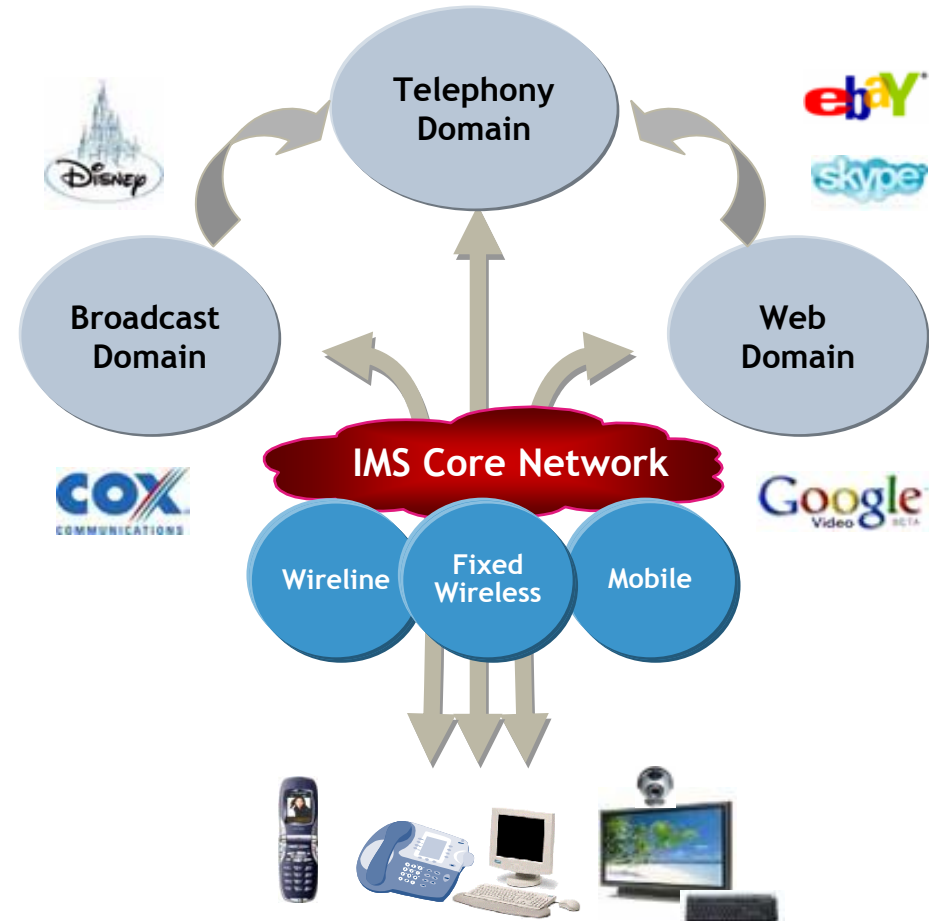 Telephony
Domain
ebaY
Disney
skype
Broadcast
Domain
Web
Domain
IMS Core Network
COX
COMMUNICATIONS
Google
Video BETA
Wireline
Fixed
Wireless
Mobile